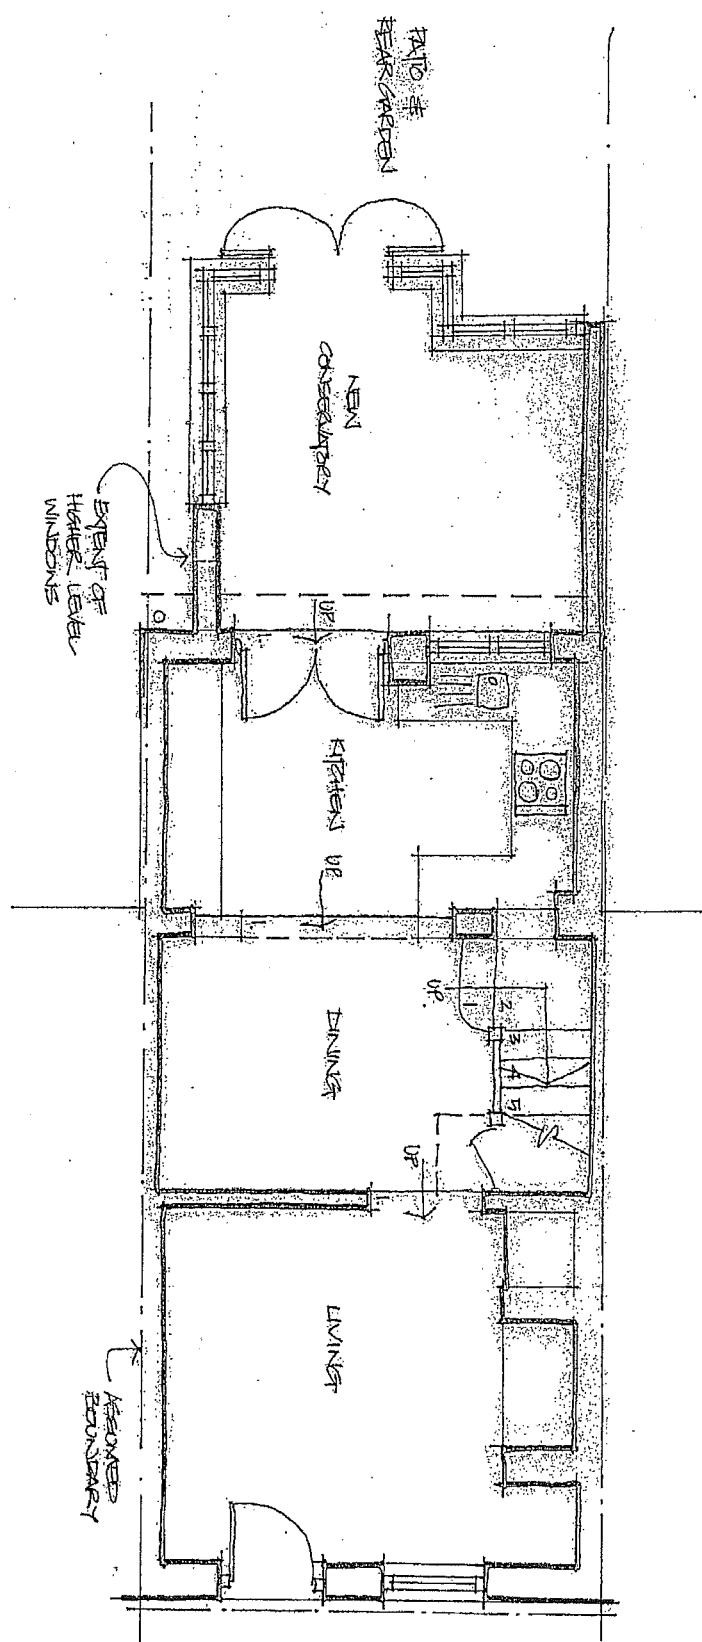 PATIO &
REAR GARDEN
NEW
CONSERVATORY
EXTENT OF
HIGHER LEVEL
WINDOWS
UP
KITCHEN
UP
DINING
UP.
1
2
3
4
5
UP
LIVING
ASSUMED
BOUNDARY